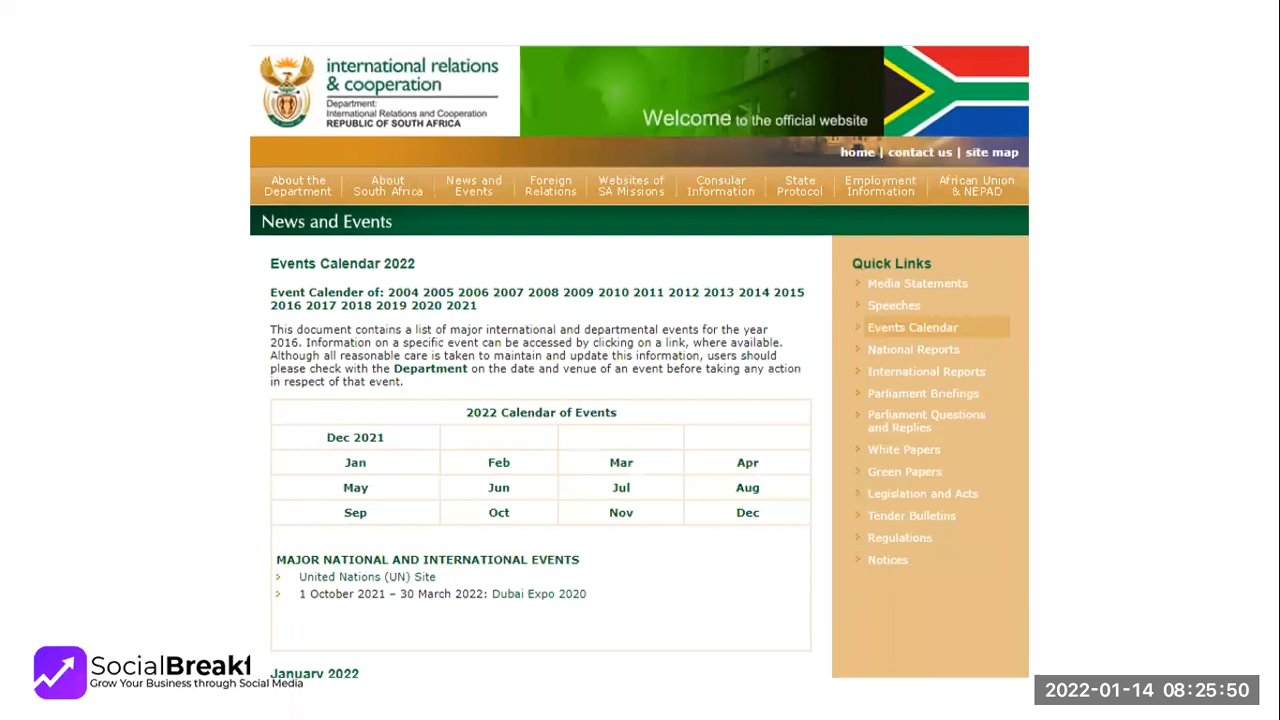 international relations
& cooperation
Department:
International Relations and Cooperation
REPUBLIC OF SOUTH AFRICA
Welcome to the official website
home | contact us | site map
About the Department
About South Africa
News and Events
Foreign Relations
Websites of SA Missions
Consular Information
State Protocol
Employment Information
African Union & NEPAD
News and Events
Events Calendar 2022
Event Calender of: 2004 2005 2006 2007 2008 2009 2010 2011 2012 2013 2014 2015
2016 2017 2018 2019 2020 2021
This document contains a list of major international and departmental events for the year
2016. Information on a specific event can be accessed by clicking on a link, where available.
Although all reasonable care is taken to maintain and update this information, users should
please check with the Department on the date and venue of an event before taking any action
in respect of that event.
2022 Calendar of Events
Dec 2021
Jan Feb Mar Apr
May Jun Jul Aug
Sep Oct Nov Dec
MAJOR NATIONAL AND INTERNATIONAL EVENTS
United Nations (UN) Site
1 October 2021 – 30 March 2022: Dubai Expo 2020
January 2022
Quick Links
Media Statements
Speeches
Events Calendar
National Reports
International Reports
Parliament Briefings
Parliament Questions
and Replies
White Papers
Green Papers
Legislation and Acts
Tender Bulletins
Regulations
Notices
Grow Your Business through Social Media
2022-01-14 08:25:50